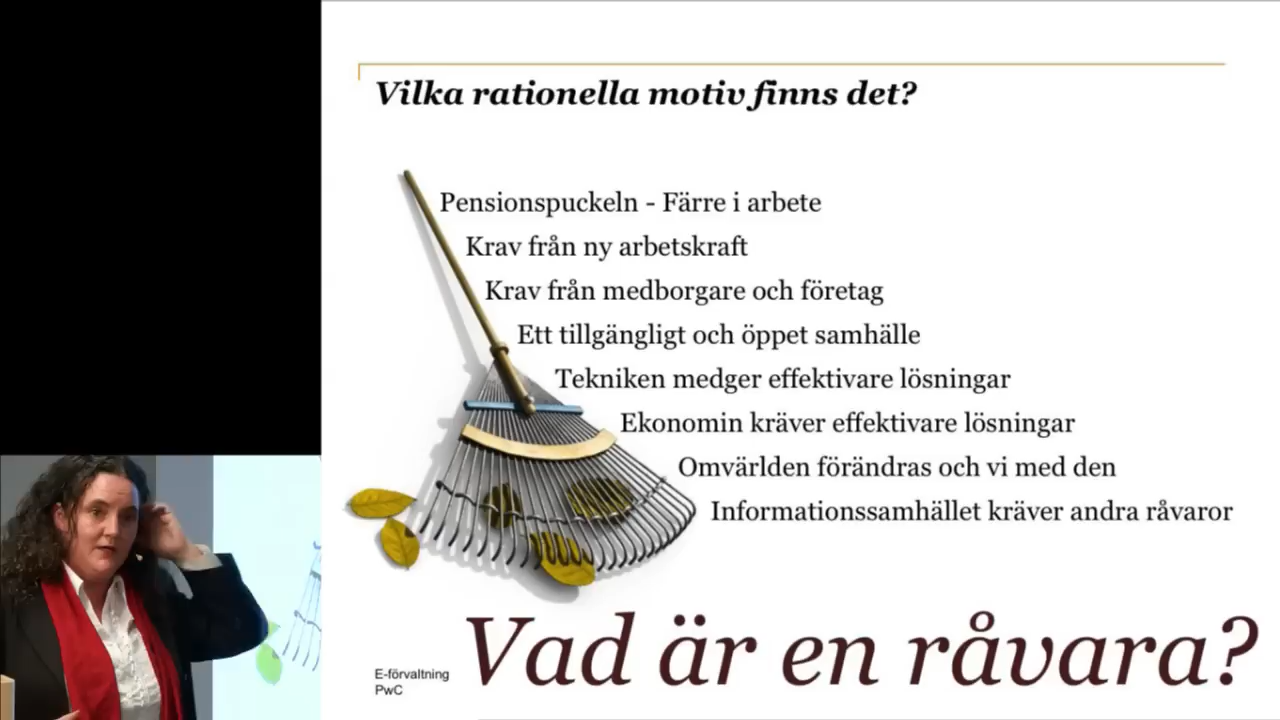 Vilka rationella motiv finns det?
Pensionspuckeln - Färre i arbete
Krav från ny arbetskraft
Krav från medborgare och företag
Ett tillgängligt och öppet samhälle
Tekniken medger effektivare lösningar
Ekonomin kräver effektivare lösningar
Omvärlden förändras och vi med den
Informationssamhället kräver andra råvaror
Vad är en råvara?
E-förvaltning
PwC